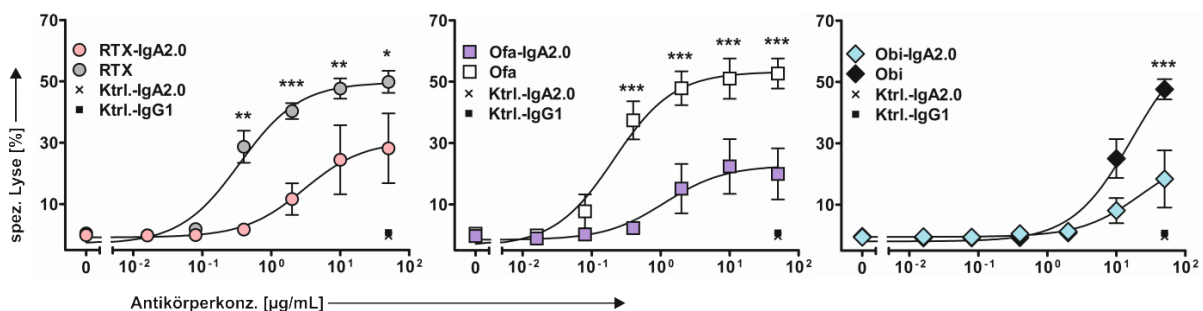 70
50
30
10
spez. Lyse [%]
RTX-IgA2.0
RTX
Ktrl.-IgA2.0
Ktrl.-IgG1
** *** ** *
0 10-2 10-1 100 101 102
70
50
30
10
Ofa-IgA2.0
Ofa
Ktrl.-IgA2.0
Ktrl.-IgG1
*** *** *** ***
0 10-2 10-1 100 101 102
70
50
30
10
Obi-IgA2.0
Obi
Ktrl.-IgA2.0
Ktrl.-IgG1
***
0 10-2 10-1 100 101 102
Antikörperkonz. [µg/mL]